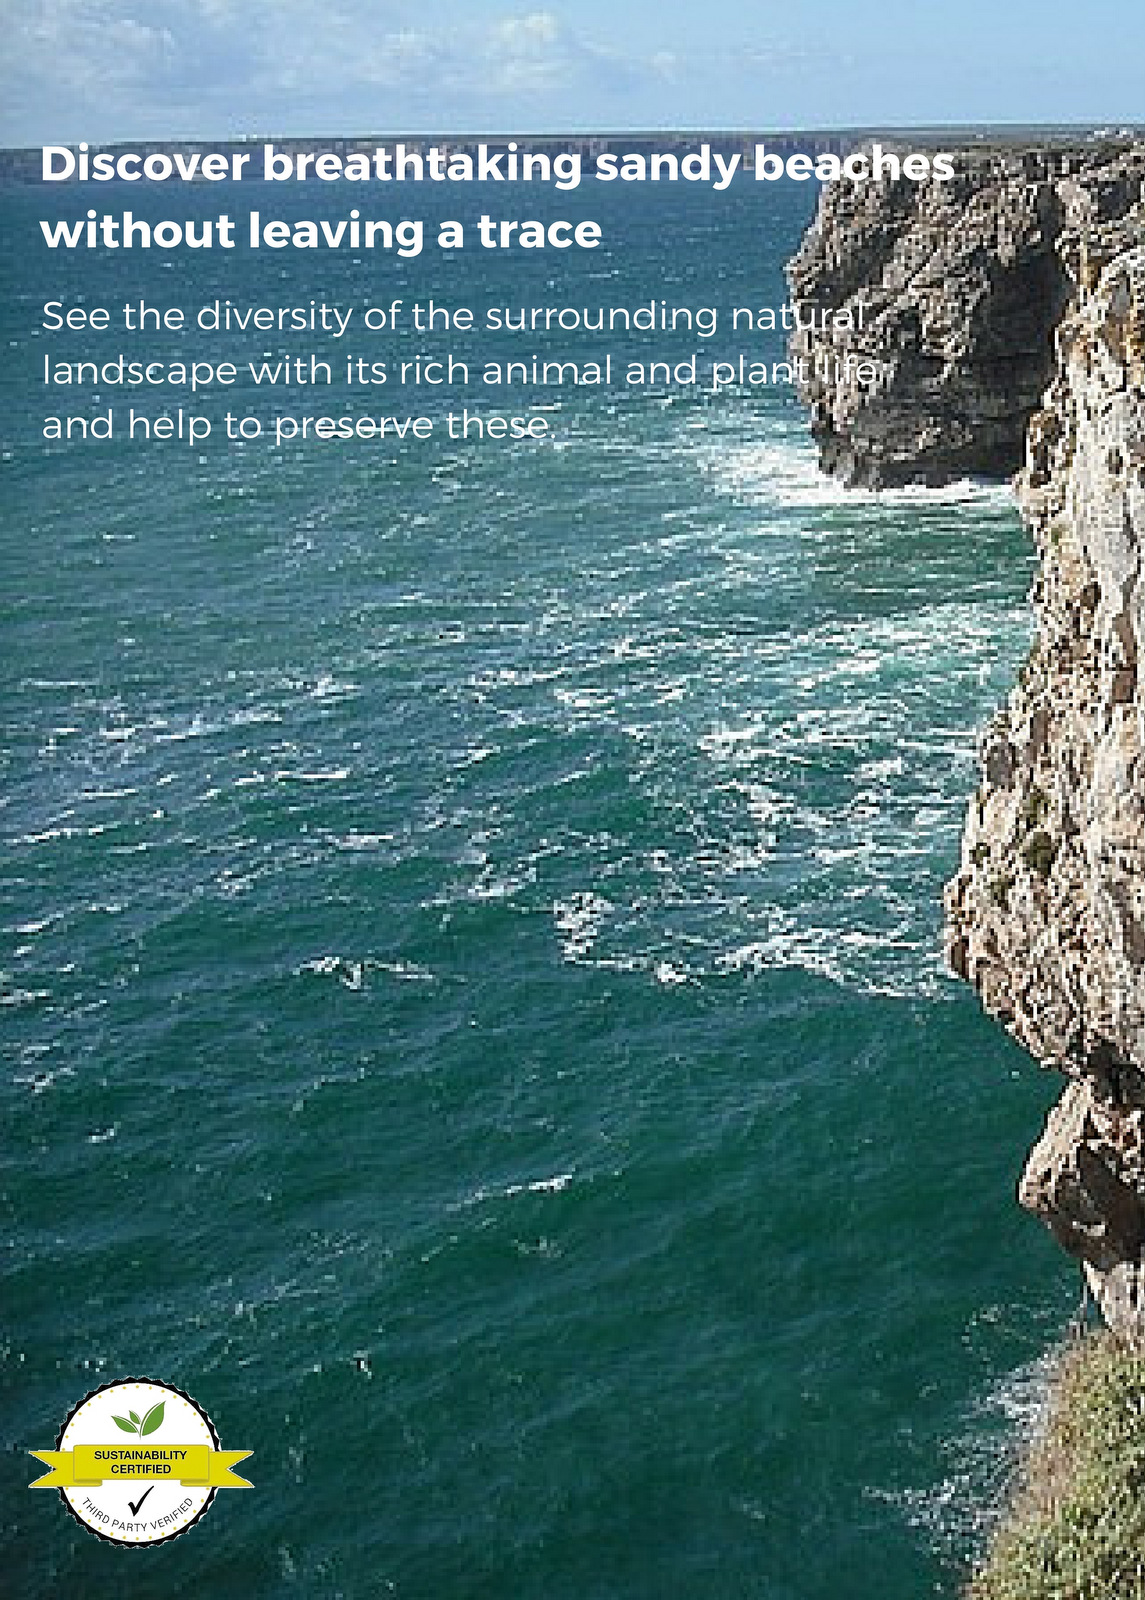 Discover breathtaking sandy beaches
without leaving a trace
See the diversity of the surrounding natural
landscape with its rich animal and plant life
and help to preserve these.
SUSTAINABILITY
CERTIFIED
THIRD PARTY VERIFIED